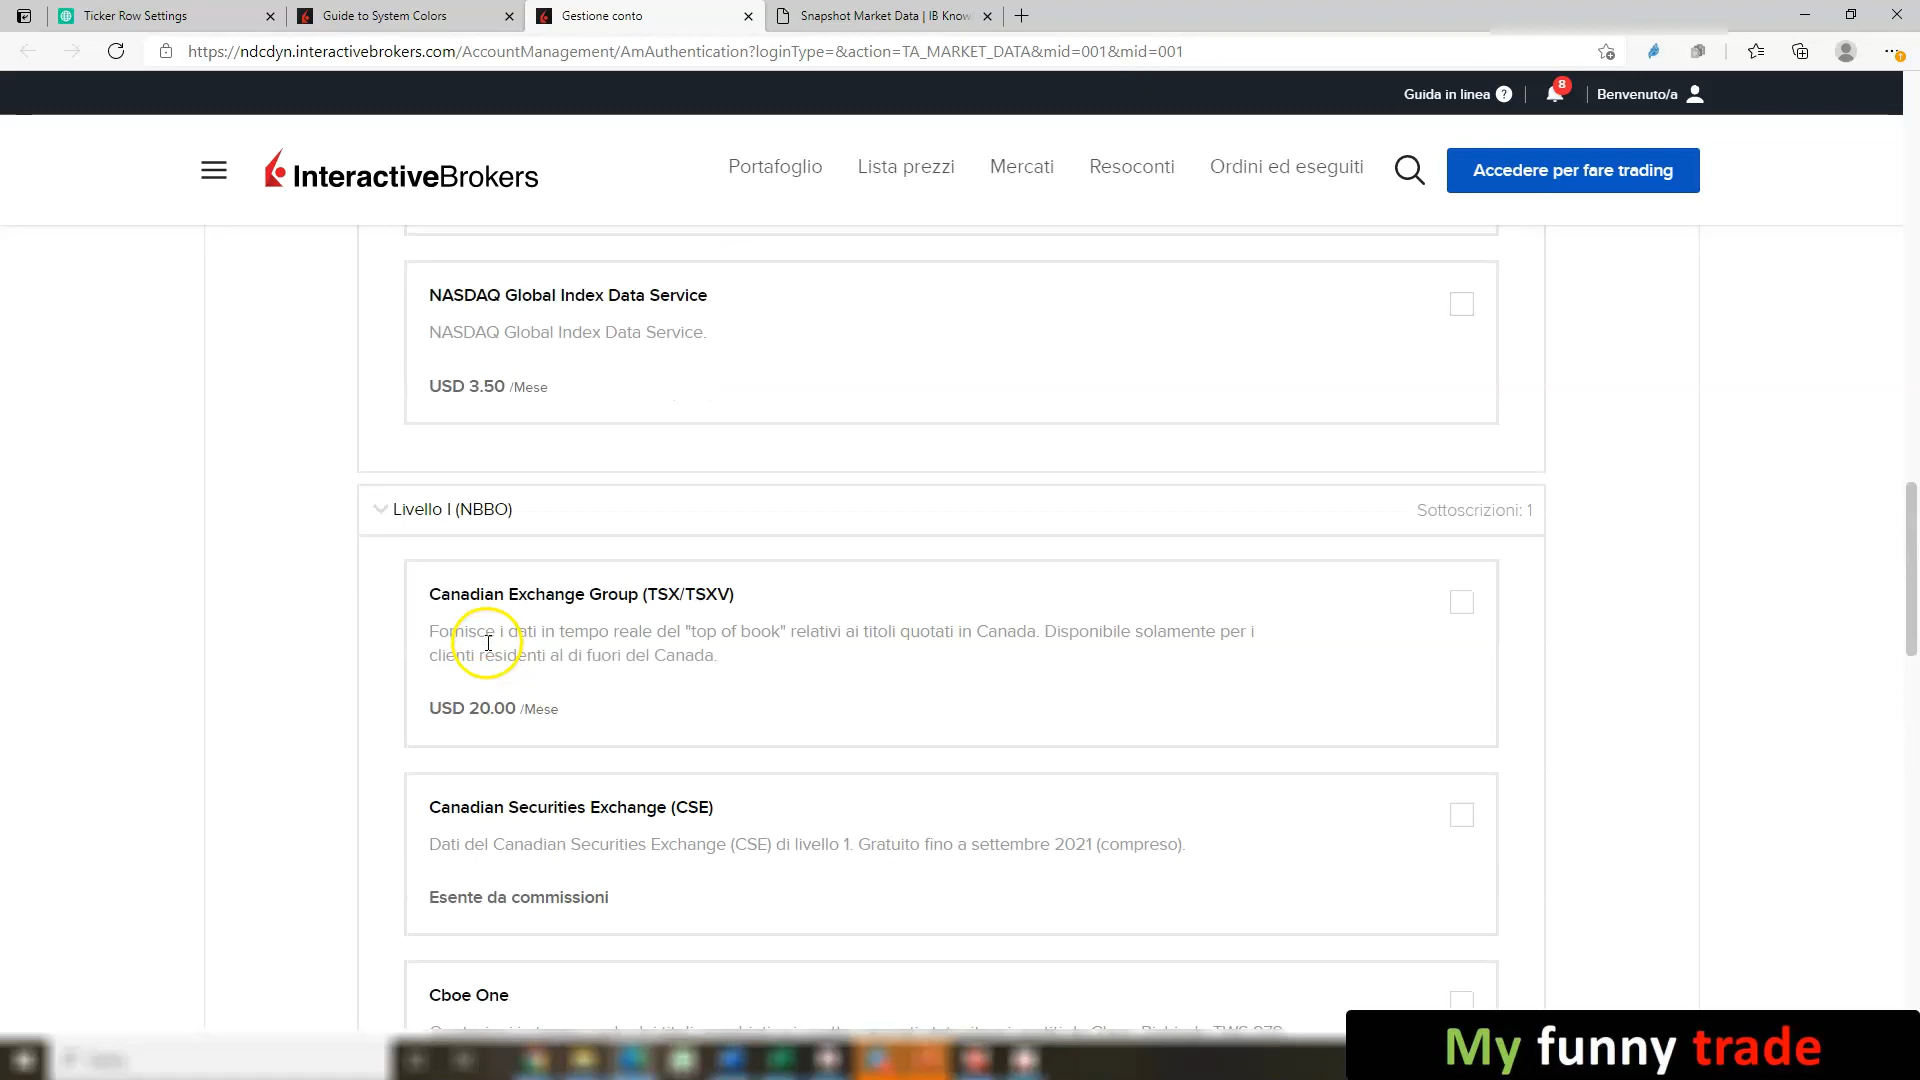 Ticker Row Settings
Guide to System Colors
Gestione conto
Snapshot Market Data | IB Know
https://ndcdyn.interactivebrokers.com/AccountManagement/AmAuthentication?loginType=&action=TA_MARKET_DATA&mid=001&mid=001
Guida in linea ?
8
Benvenuto/a
InteractiveBrokers
Portafoglio
Lista prezzi
Mercati
Resoconti
Ordini ed eseguiti
Accedere per fare trading
NASDAQ Global Index Data Service
NASDAQ Global Index Data Service.
USD 3.50 /Mese
Livello I (NBBO)
Sottoscrizioni: 1
Canadian Exchange Group (TSX/TSXV)
Fornisce i dati in tempo reale del "top of book" relativi ai titoli quotati in Canada. Disponibile solamente per i
clienti residenti al di fuori del Canada.
USD 20.00 /Mese
Canadian Securities Exchange (CSE)
Dati del Canadian Securities Exchange (CSE) di livello 1. Gratuito fino a settembre 2021 (compreso).
Esente da commissioni
Cboe One
My funny trade